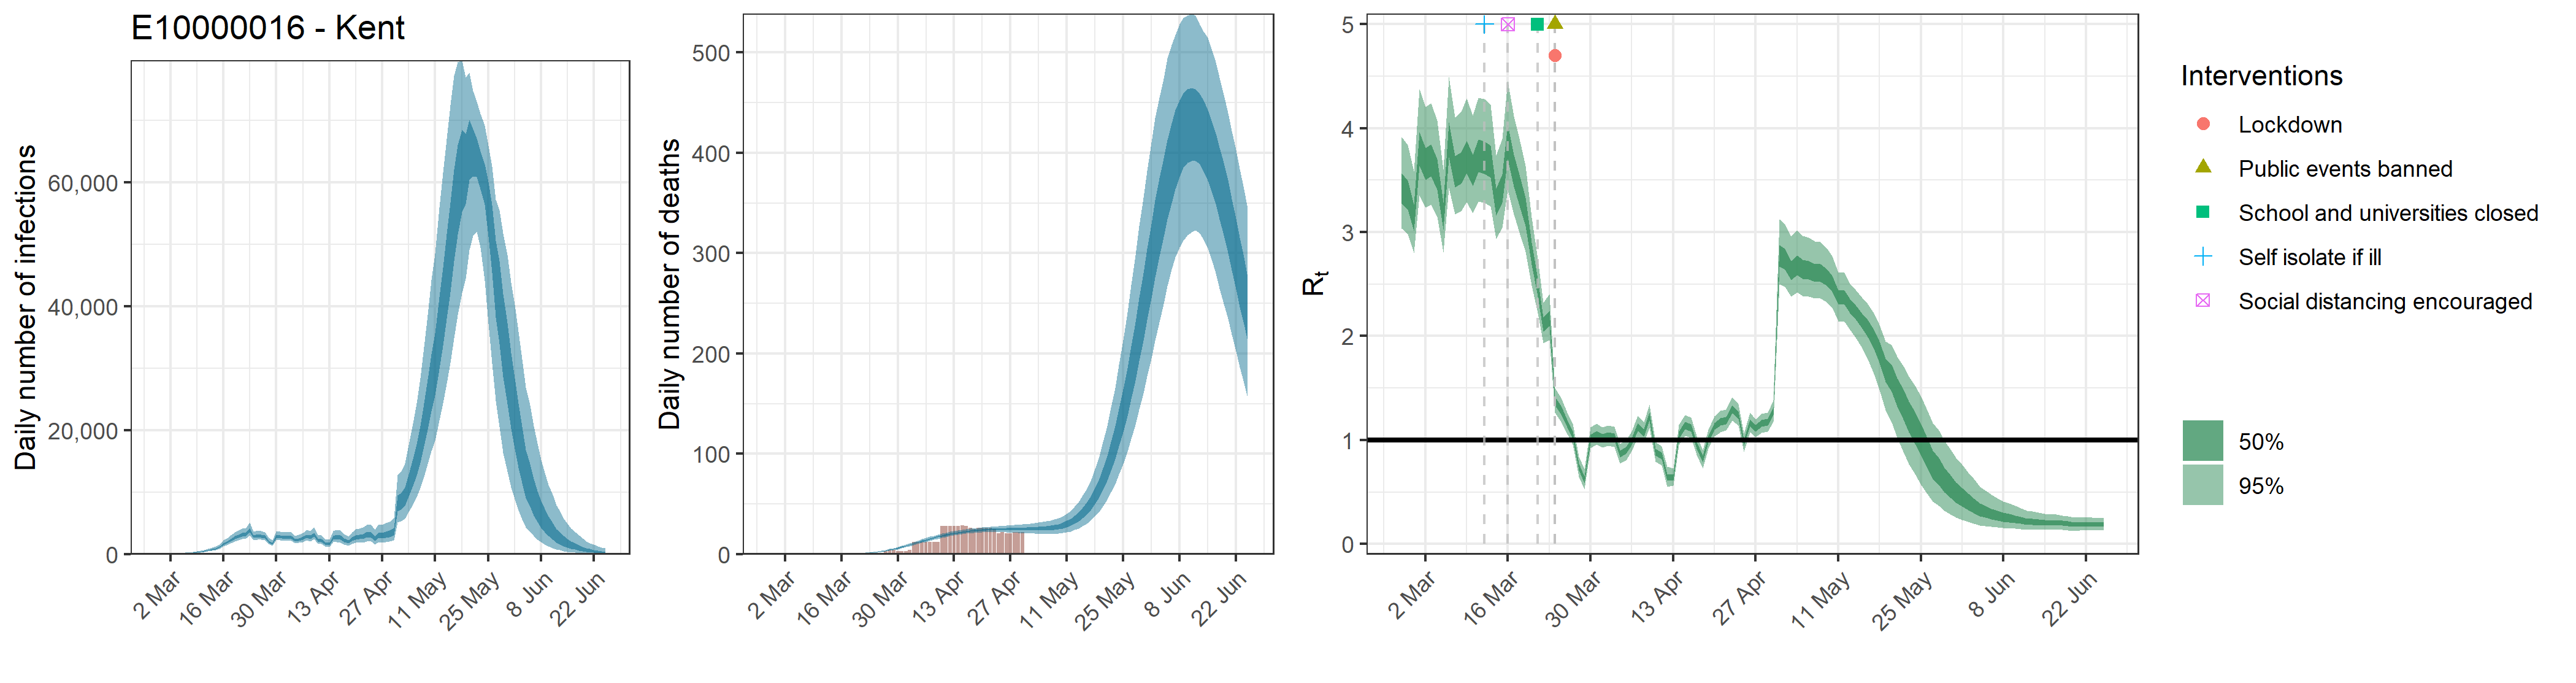 E10000016 - Kent
Daily number of infections
60,000
40,000
20,000
0
2 Mar
16 Mar
30 Mar
13 Apr
27 Apr
11 May
25 May
8 Jun
22 Jun
Daily number of deaths
500
400
300
200
100
0
2 Mar
16 Mar
30 Mar
13 Apr
27 Apr
11 May
25 May
8 Jun
22 Jun
Rt
5
4
3
2
1
0
2 Mar
16 Mar
30 Mar
13 Apr
27 Apr
11 May
25 May
8 Jun
22 Jun
Interventions
Lockdown
Public events banned
School and universities closed
Self isolate if ill
Social distancing encouraged
50%
95%